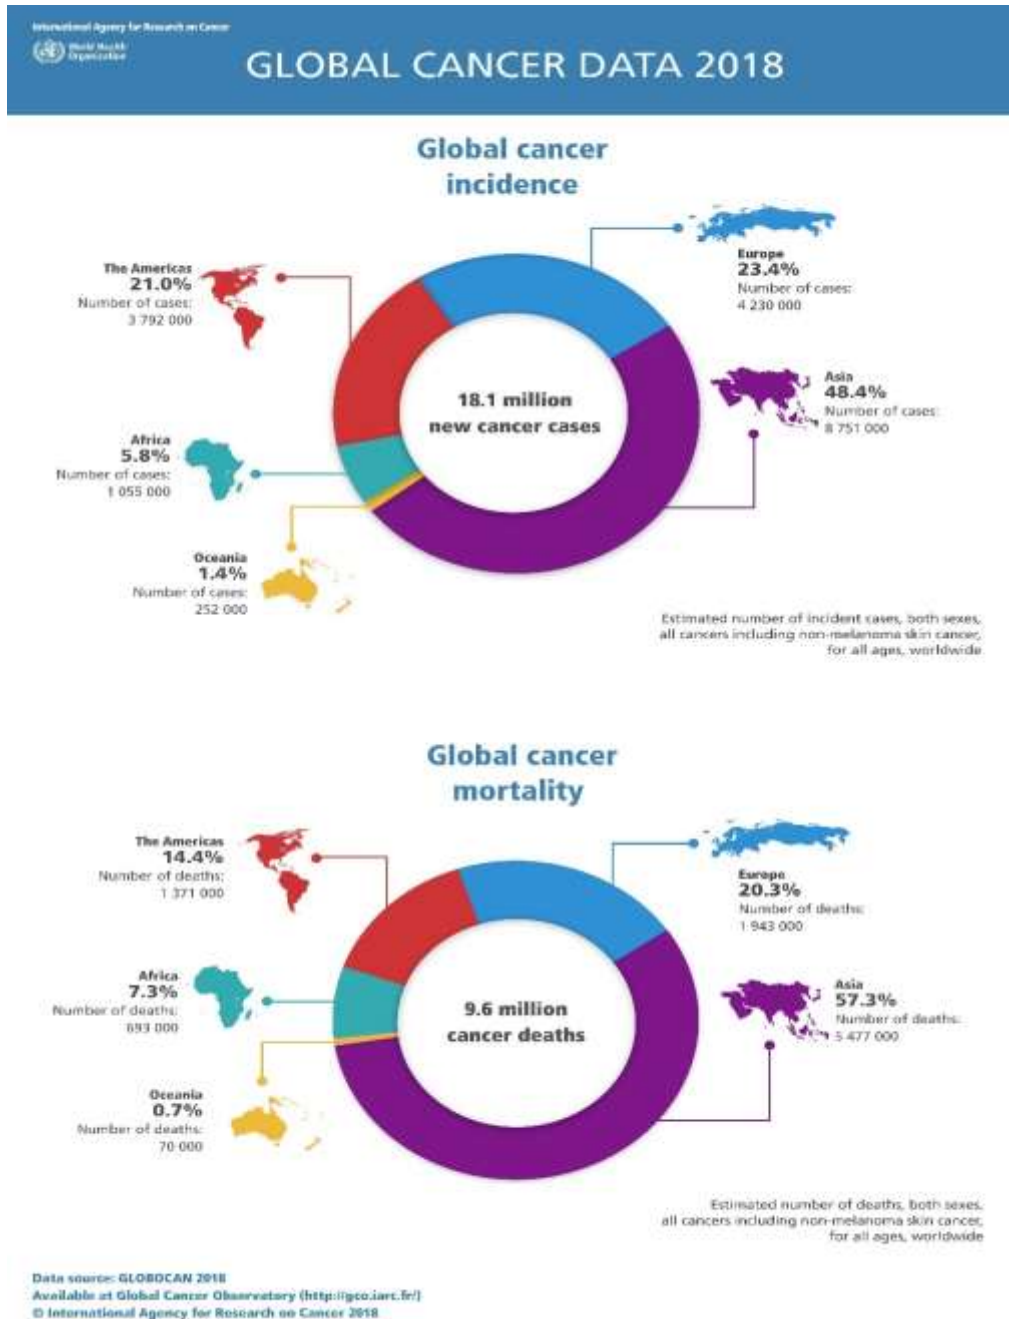 International Agency for Research on Cancer
World Health
Organization
GLOBAL CANCER DATA 2018
Global cancer
incidence
The Americas
21.0%
Number of cases:
3 792 000
Europe
23.4%
Number of cases:
4 230 000
Asia
48.4%
Number of cases:
8 751 000
18.1 million
new cancer cases
Africa
5.8%
Number of cases:
1 055 000
Oceania
1.4%
Number of cases:
252 000
Estimated number of incident cases, both sexes,
all cancers including non-melanoma skin cancer,
for all ages, worldwide
Global cancer
mortality
The Americas
14.4%
Number of deaths:
1 371 000
Europe
20.3%
Number of deaths:
1 943 000
Africa
7.3%
Number of deaths:
693 000
9.6 million
cancer deaths
Asia
57.3%
Number of deaths:
5 477 000
Oceania
0.7%
Number of deaths:
70 000
Estimated number of deaths, both sexes,
all cancers including non-melanoma skin cancer,
for all ages, worldwide
Data source: GLOBOCAN 2018
Available at Global Cancer Observatory (http://gco.iarc.fr/)
© International Agency for Research on Cancer 2018